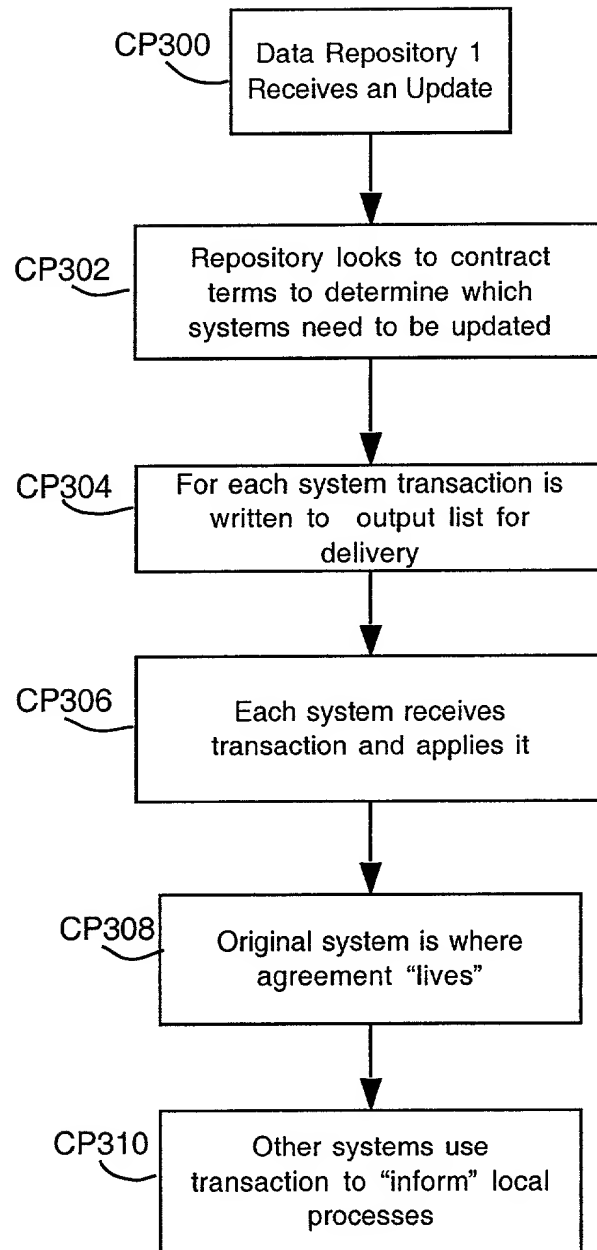 CP300
Data Repository 1
Receives an Update
CP302
Repository looks to contract
terms to determine which
systems need to be updated
CP304
For each system transaction is
written to output list for
delivery
CP306
Each system receives
transaction and applies it
CP308
Original system is where
agreement “lives”
CP310
Other systems use
transaction to “inform” local
processes